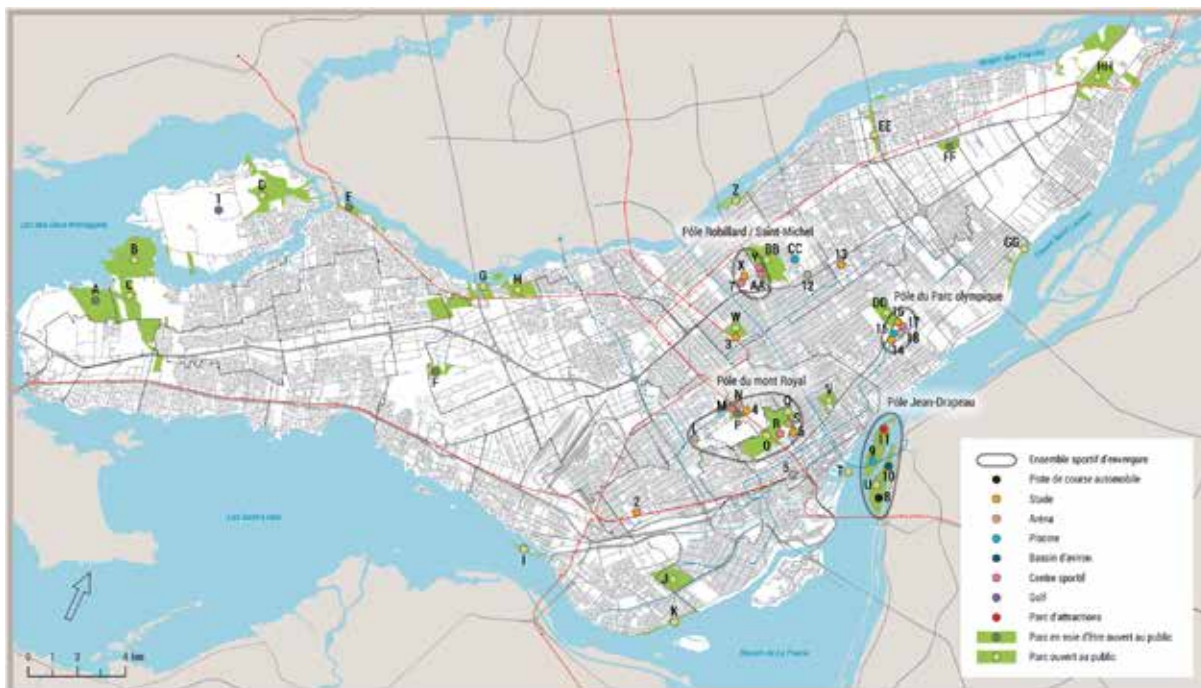 HH
EE
FF
D
1
E
Z
B
A
C
G
H
Pôle Robillard / Saint-Michel
BB
CC
13
X
Y
7
AA
12
GG
DD
Pôle du Parc olympique
16
17
15
18
14
W
3
F
Pôle du mont Royal
N
M
4
P
L
Q
S
R
6
O
V
Pôle Jean-Drapeau
11
9
10
U
8
T
5
2
I
J
K
0 1 2 4 km
Ensemble sportif d'envergure
Piste de course automobile
Stade
Aréna
Piscine
Bassin d'aviron
Centre sportif
Golf
Parc d'attractions
Parc en voie d'être ouvert au public
Parc ouvert au public